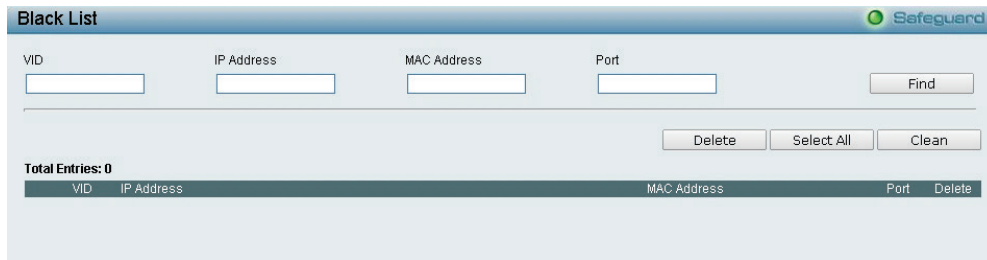 Black List Safeguard
VID IP Address MAC Address Port
Find
Delete Select All Clean
Total Entries: 0
VID IP Address MAC Address Port Delete